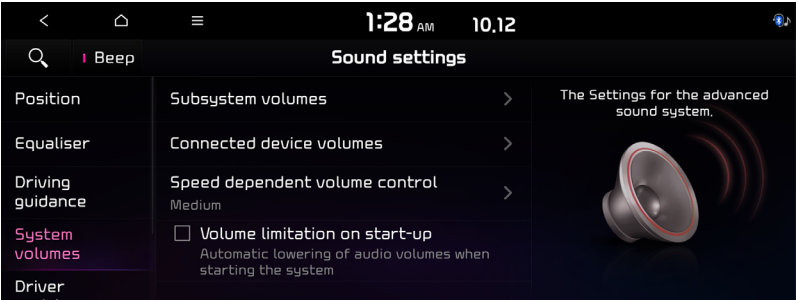 1:28 AM 10.12
Beep
Sound settings
Position
Equaliser
Driving
guidance
System
volumes
Driver
Subsystem volumes
Connected device volumes
Speed dependent volume control
Medium
Volume limitation on start-up
Automatic lowering of audio volumes when
starting the system
The Settings for the advanced
sound system.